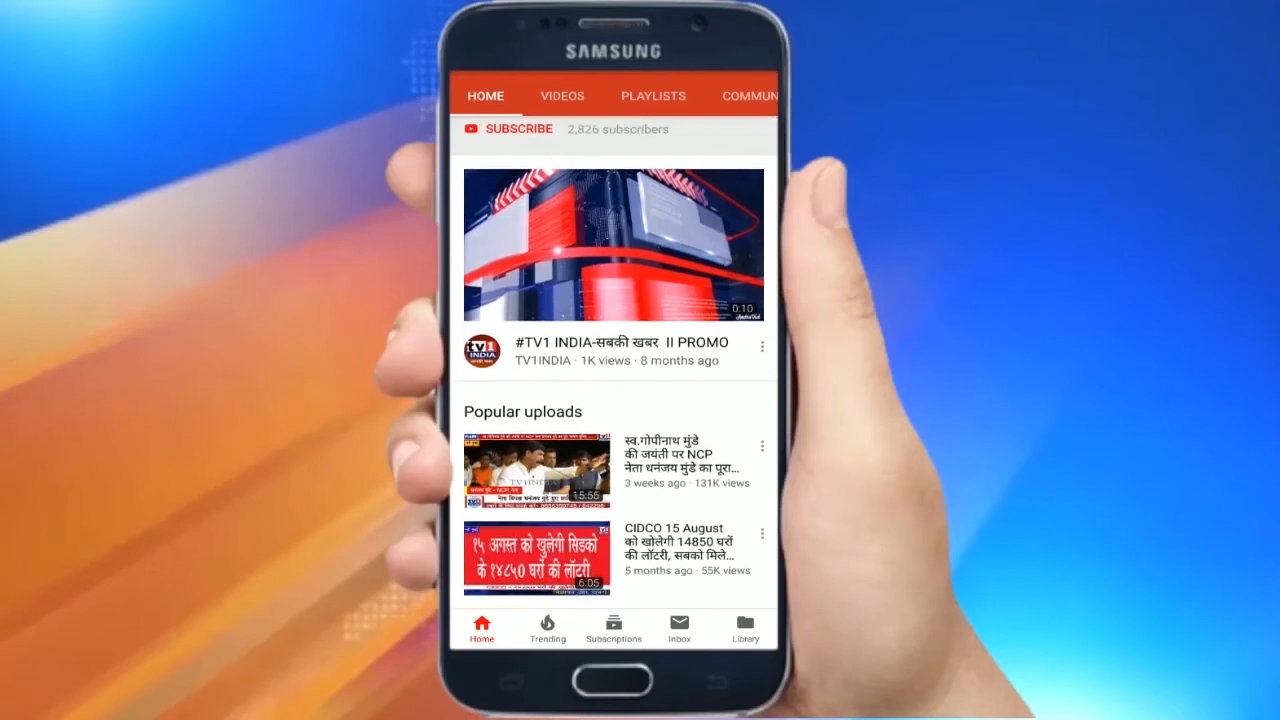 SAMSUNG
HOME VIDEOS PLAYLISTS COMMUN
SUBSCRIBE 2,826 subscribers
0:10
tv1
INDIA
#TV1 INDIA-सबकी खबर II PROMO
TV1INDIA · 1K views · 8 months ago
Popular uploads
TV1INDIA
15:55
स्व.गोपीनाथ मुंडे
की जयंती पर NCP
नेता धनंजय मुंडे का पूरा...
3 weeks ago · 131K views
१५ अगस्त को खुलेगी सिडको
के १४८५० घरों की लॉटरी
6:05
CIDCO 15 August
को खोलेगी 14850 घरों
की लॉटरी, सबको मिले...
5 months ago · 55K views
Home Trending Subscriptions Inbox Library